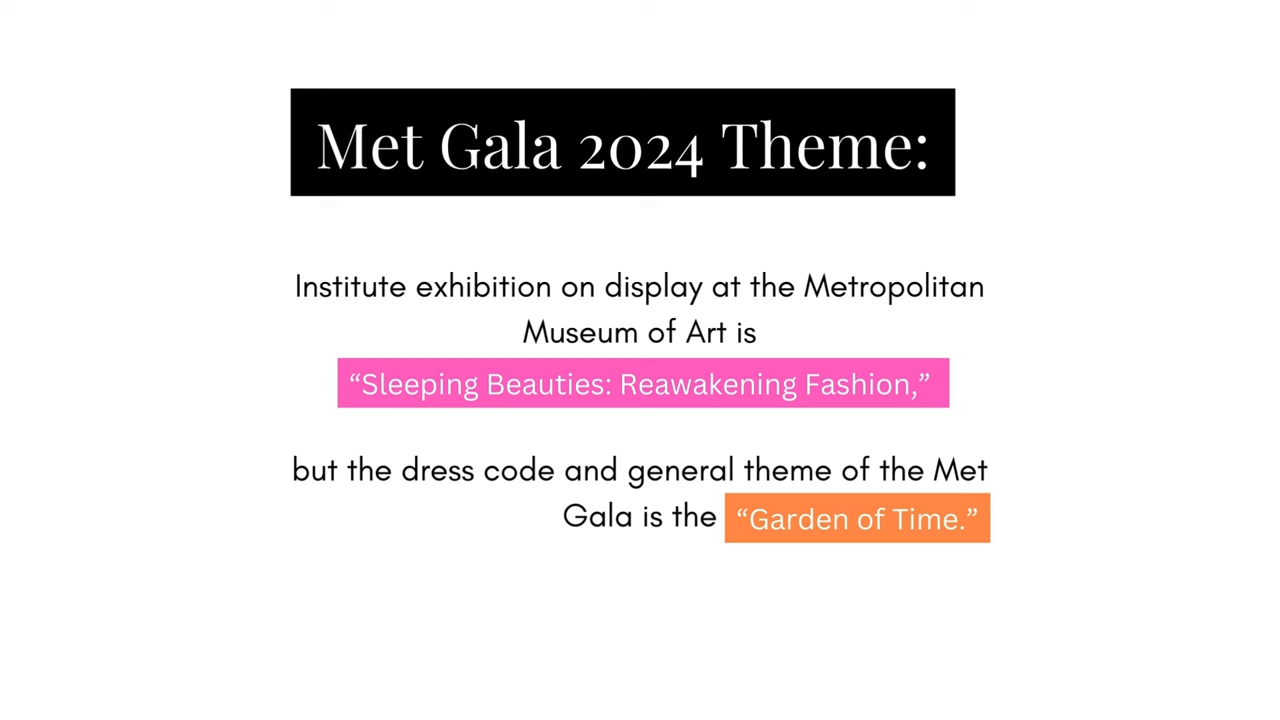 Met Gala 2024 Theme:
Institute exhibition on display at the Metropolitan
Museum of Art is
“Sleeping Beauties: Reawakening Fashion,”
but the dress code and general theme of the Met
Gala is the “Garden of Time.”